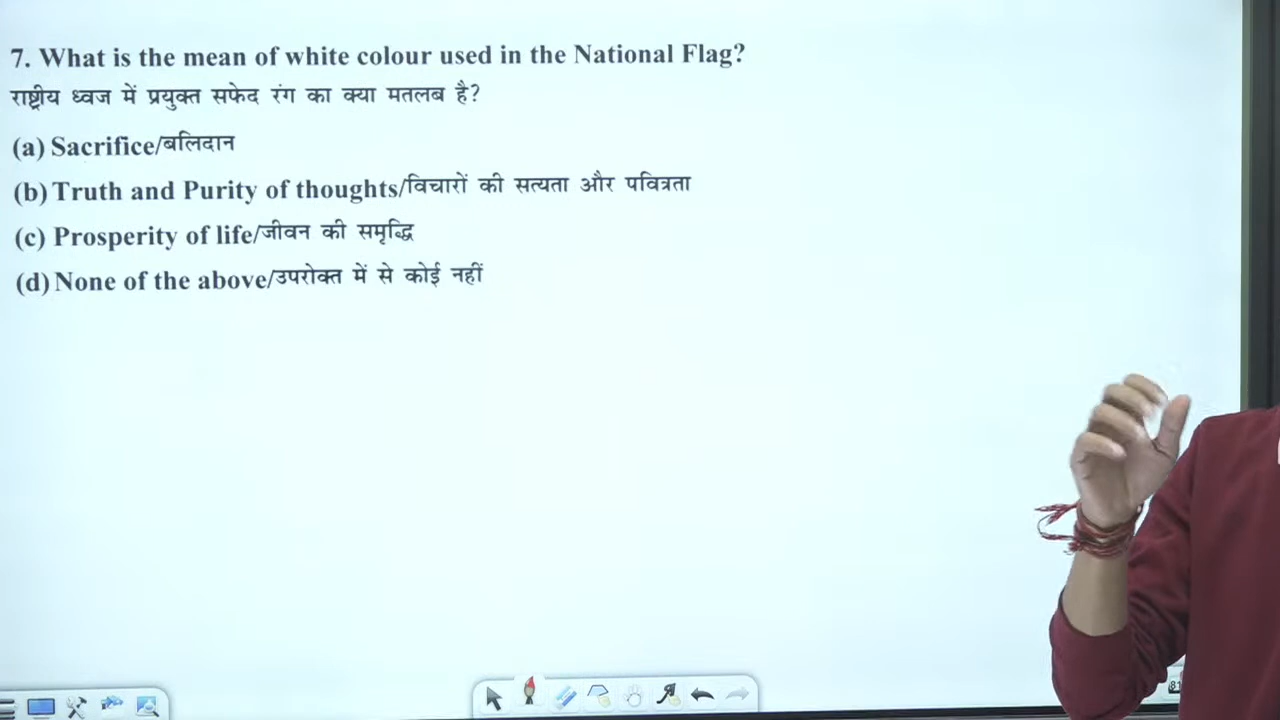 7. What is the mean of white colour used in the National Flag?
राष्ट्रीय ध्वज में प्रयुक्त सफेद रंग का क्या मतलब है?
(a) Sacrifice/बलिदान
(b) Truth and Purity of thoughts/विचारों की सत्यता और पवित्रता
(c) Prosperity of life/जीवन की समृद्धि
(d) None of the above/उपरोक्त में से कोई नहीं